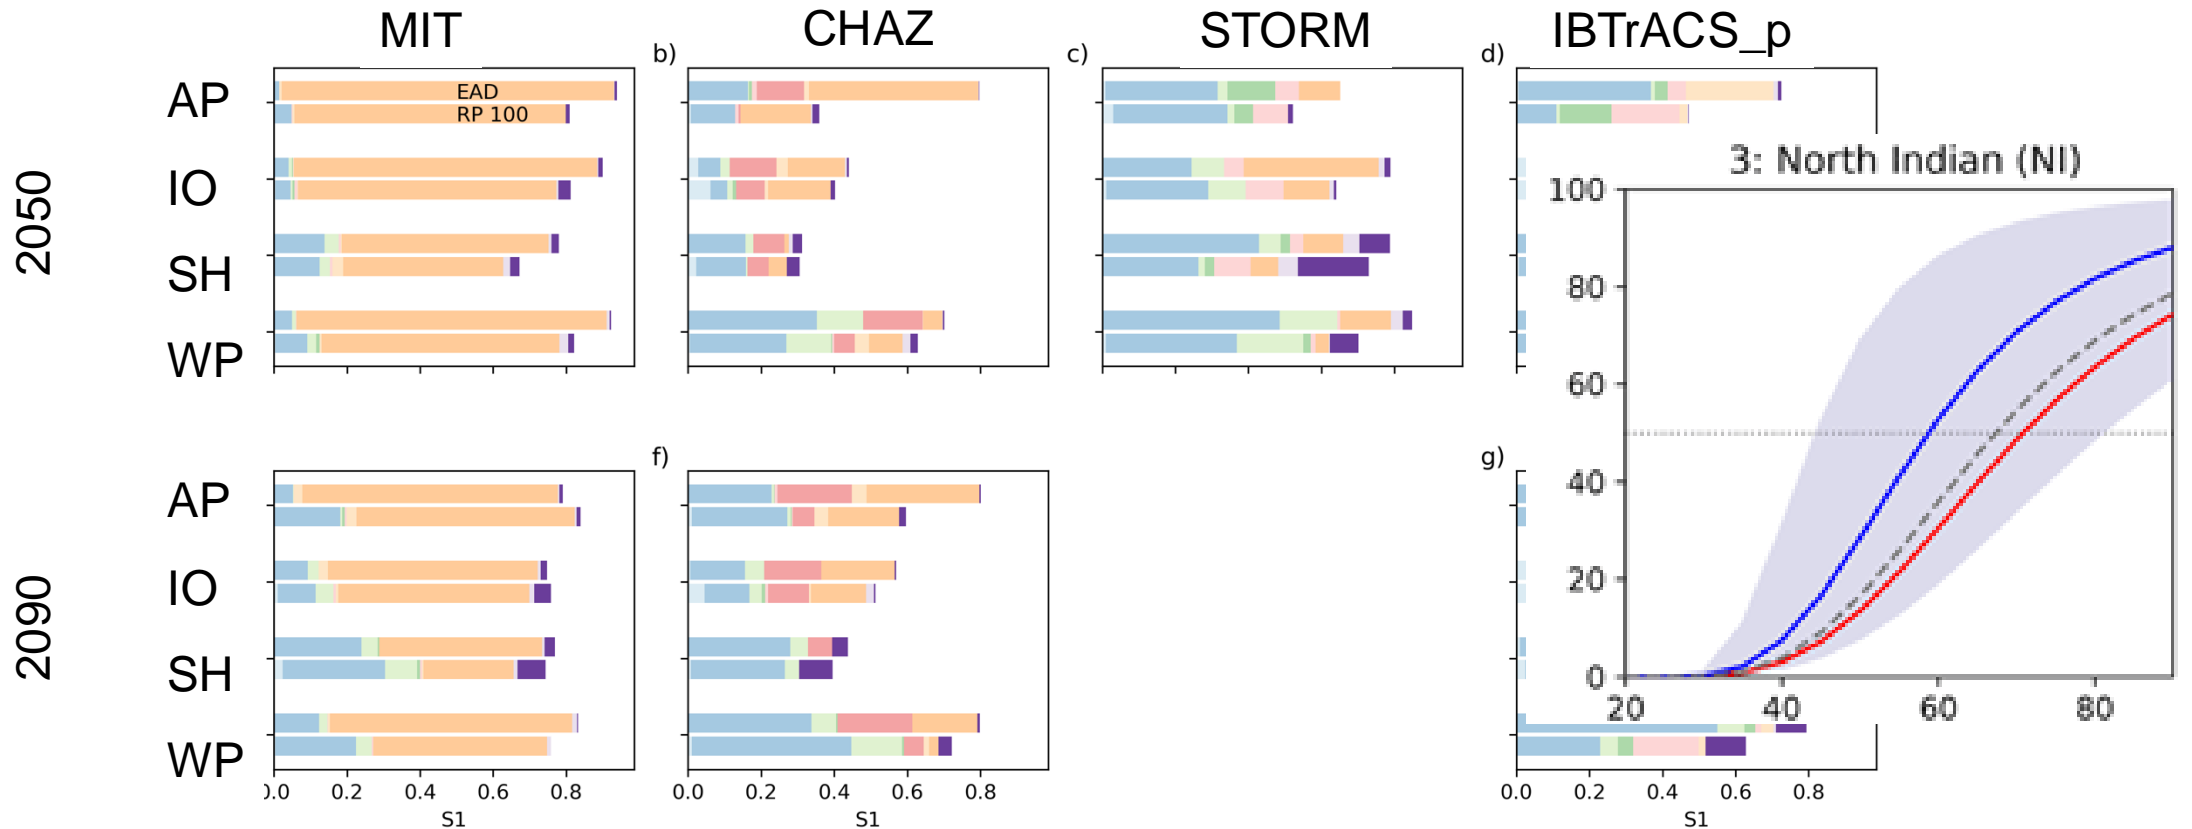 MIT
CHAZ
STORM
IBTrACS_p
b)
c)
d)
2050
AP
EAD
RP 100
IO
SH
WP
3: North Indian (NI)
100
80
60
40
20
0
20 40 60 80
f)
g)
2090
AP
IO
SH
WP
0.0 0.2 0.4 0.6 0.8
S1
0.0 0.2 0.4 0.6 0.8
S1
0.0 0.2 0.4 0.6 0.8
S1